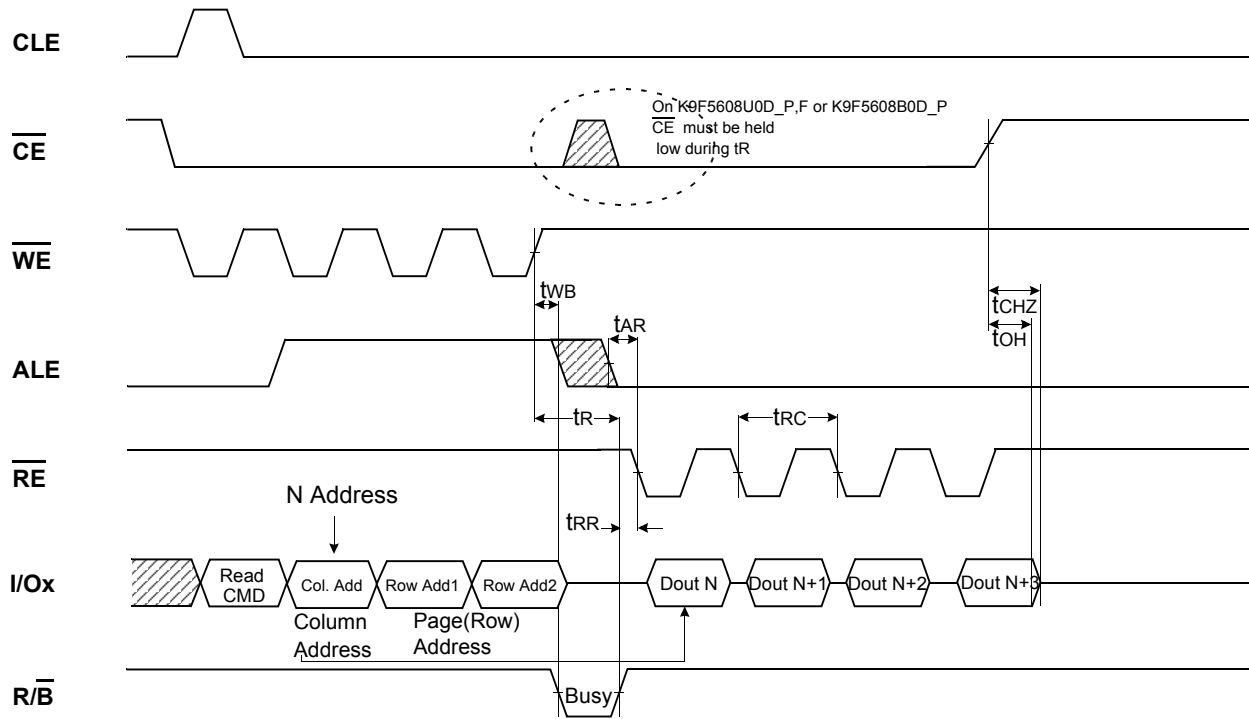 CLE
On K9F5608U0D_P,F or K9F5608B0D_P
CE must be held
low during tR
CE
WE
tWB
tCHZ
tAR
tOH
ALE
tR
tRC
RE
N Address
tRR
I/Ox
Read
CMD
Col. Add
Row Add1
Row Add2
Dout N
Dout N+1
Dout N+2
Dout N+3
Column
Address
Page(Row)
Address
R/B
Busy